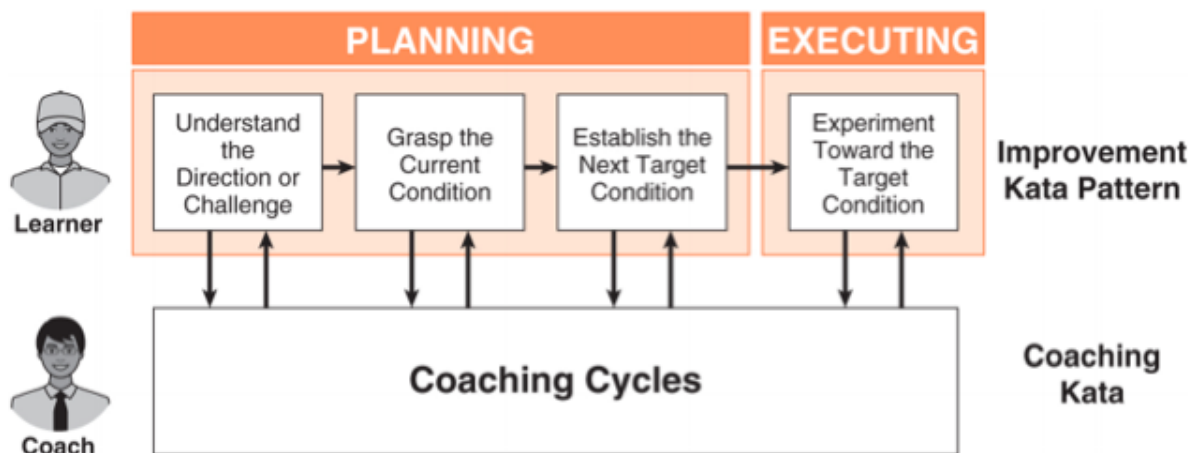 PLANNING
EXECUTING
Understand
the
Direction or
Challenge
Grasp the
Current
Condition
Establish the
Next Target
Condition
Experiment
Toward the
Target
Condition
Improvement
Kata Pattern
Learner
Coaching Cycles
Coaching
Kata
Coach